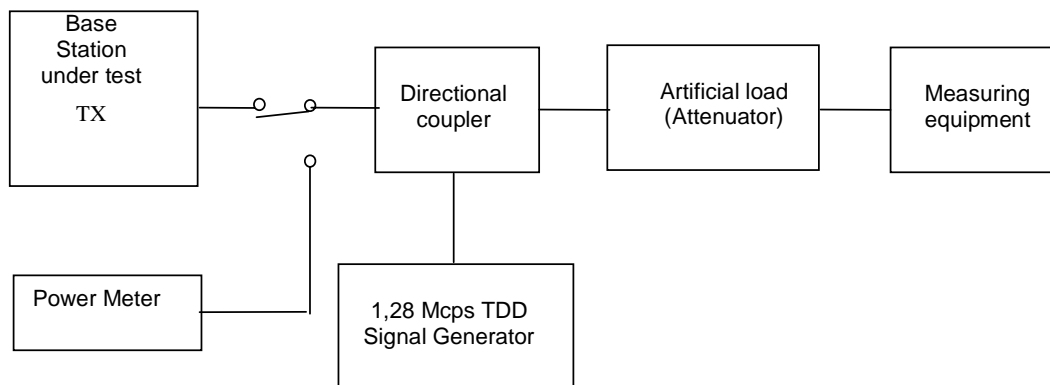 Base
Station
under test
TX
Directional
coupler
Artificial load
(Attenuator)
Measuring
equipment
Power Meter
1,28 Mcps TDD
Signal Generator